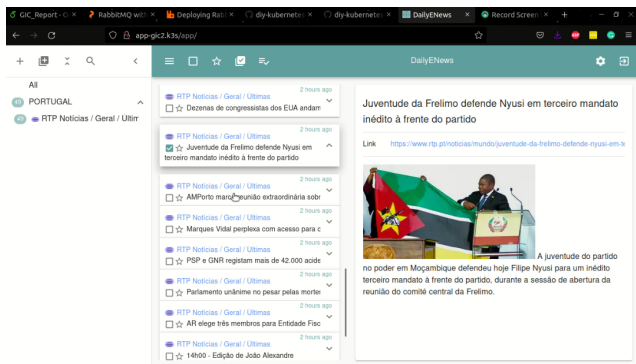 GIC_Report - O
RabbitMQ with
Deploying Rabb
diy-kubernetes
diy-kubernetes
DailyENews
Record Screen
app-gic2.k3s/app/
DailyENews
All
49 PORTUGAL
49 RTP Notícias / Geral / Últim
2 hours ago
RTP Notícias / Geral / Últimas
Dezenas de congressistas dos EUA andam
2 hours ago
RTP Notícias / Geral / Últimas
Juventude da Frelimo defende Nyusi em
terceiro mandato inédito à frente do partido
2 hours ago
RTP Notícias / Geral / Últimas
AMPorto marca reunião extraordinária sobr
2 hours ago
RTP Notícias / Geral / Últimas
Marques Vidal perplexa com acesso para c
2 hours ago
RTP Notícias / Geral / Últimas
PSP e GNR registam mais de 42.000 acide
2 hours ago
RTP Notícias / Geral / Últimas
Parlamento unânime no pesar pelas morte
2 hours ago
RTP Notícias / Geral / Últimas
AR elege três membros para Entidade Fisc
2 hours ago
RTP Notícias / Geral / Últimas
14h00 - Edição de João Alexandre
Juventude da Frelimo defende Nyusi em terceiro mandato
inédito à frente do partido
Link https://www.rtp.pt/noticias/mundo/juventude-da-frelimo-defende-nyusi-em-te
A juventude do partido
no poder em Moçambique defendeu hoje Filipe Nyusi para um inédito
terceiro mandato à frente do partido, durante a sessão de abertura da
reunião do comité central da Frelimo.